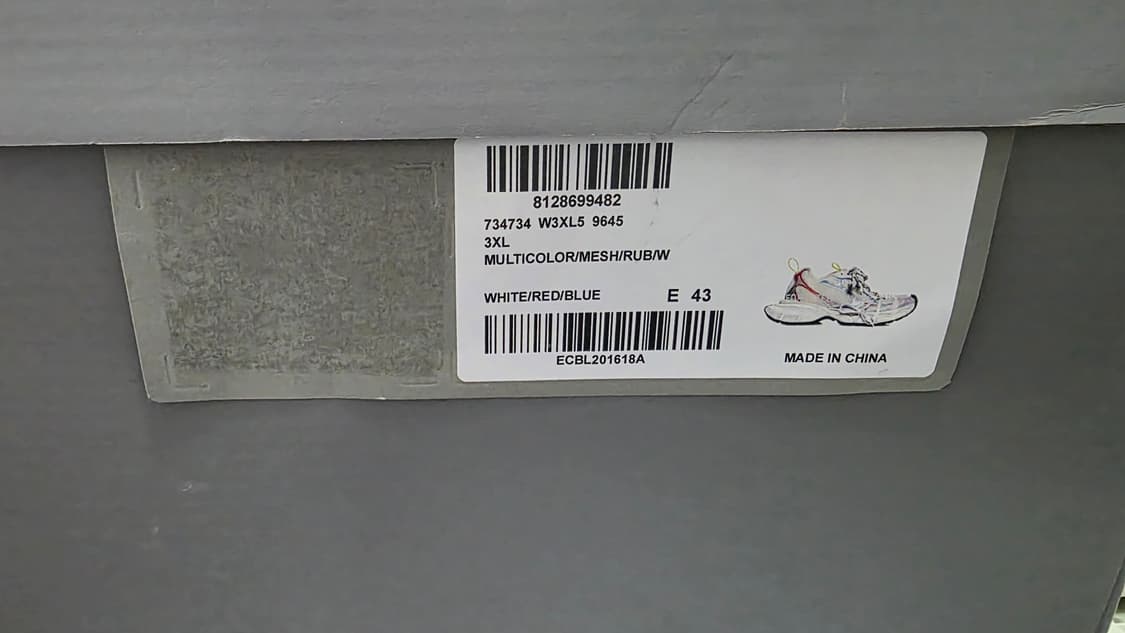 8128699482
734734 W3XL5 9645
3XL
MULTICOLOR/MESH/RUB/W
WHITE/RED/BLUE E 43
ECBL201618A
MADE IN CHINA